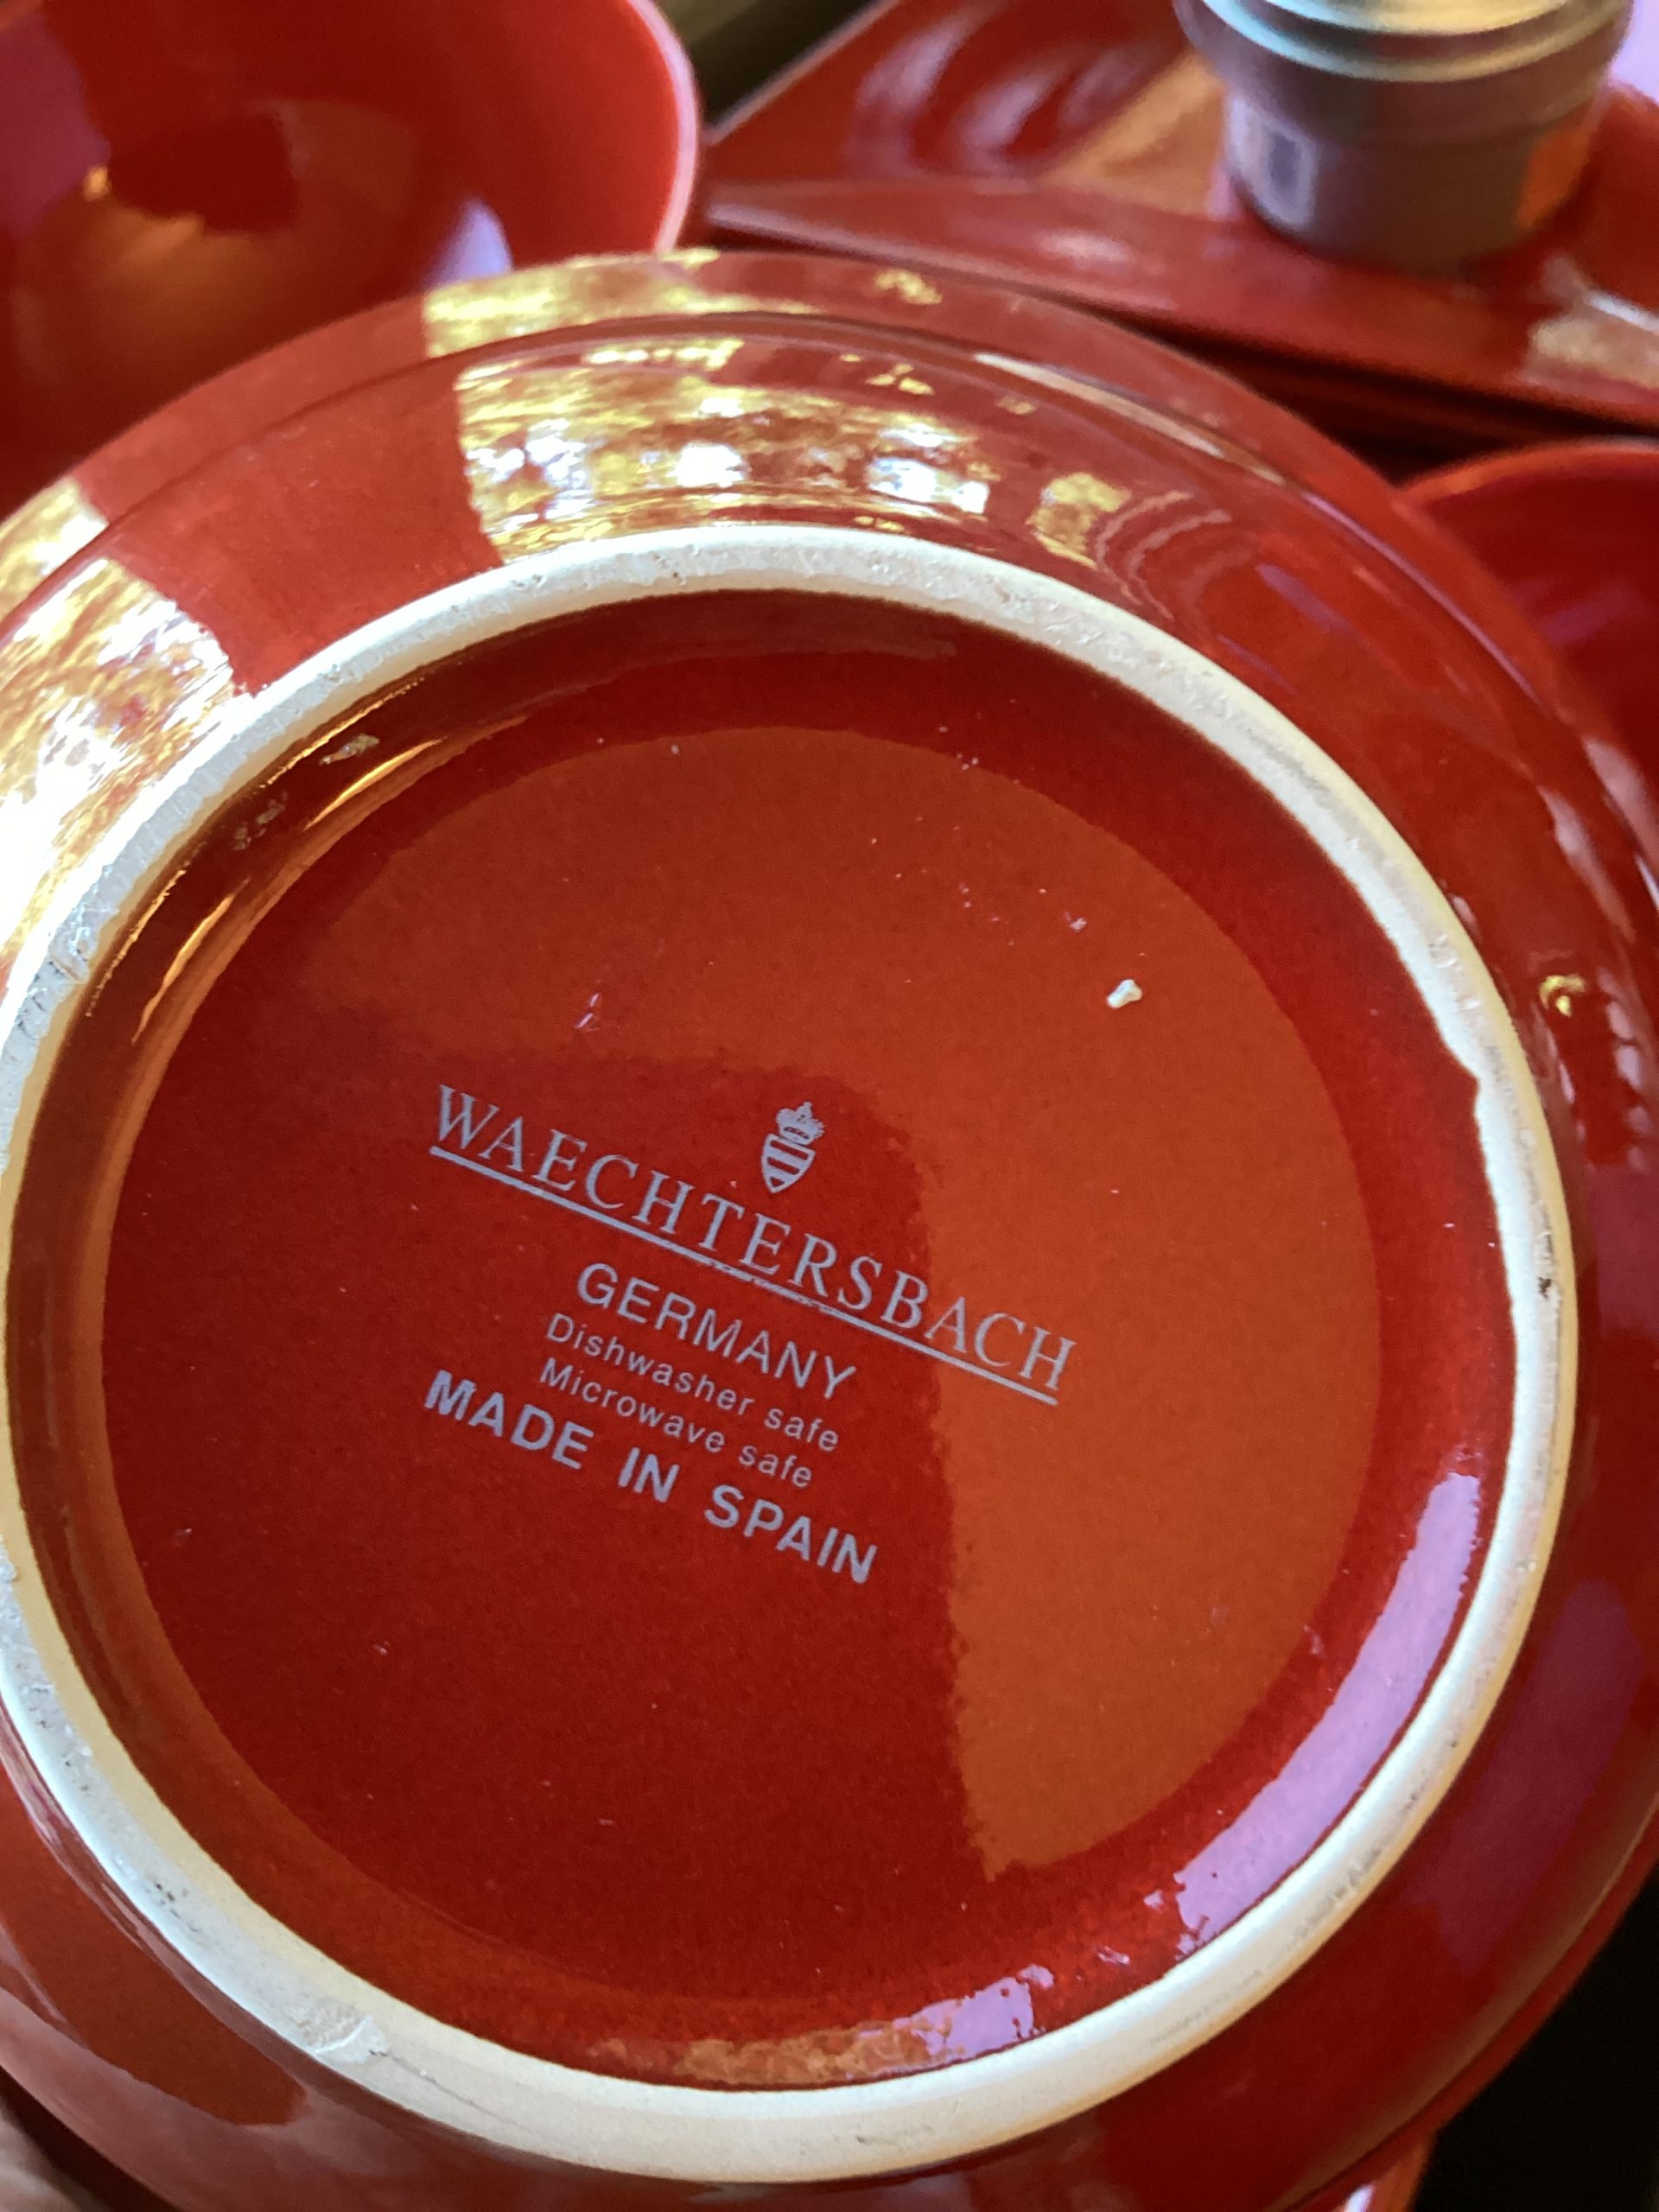 WAECHTERSBACH
GERMANY
Dishwasher safe
Microwave safe
MADE IN SPAIN